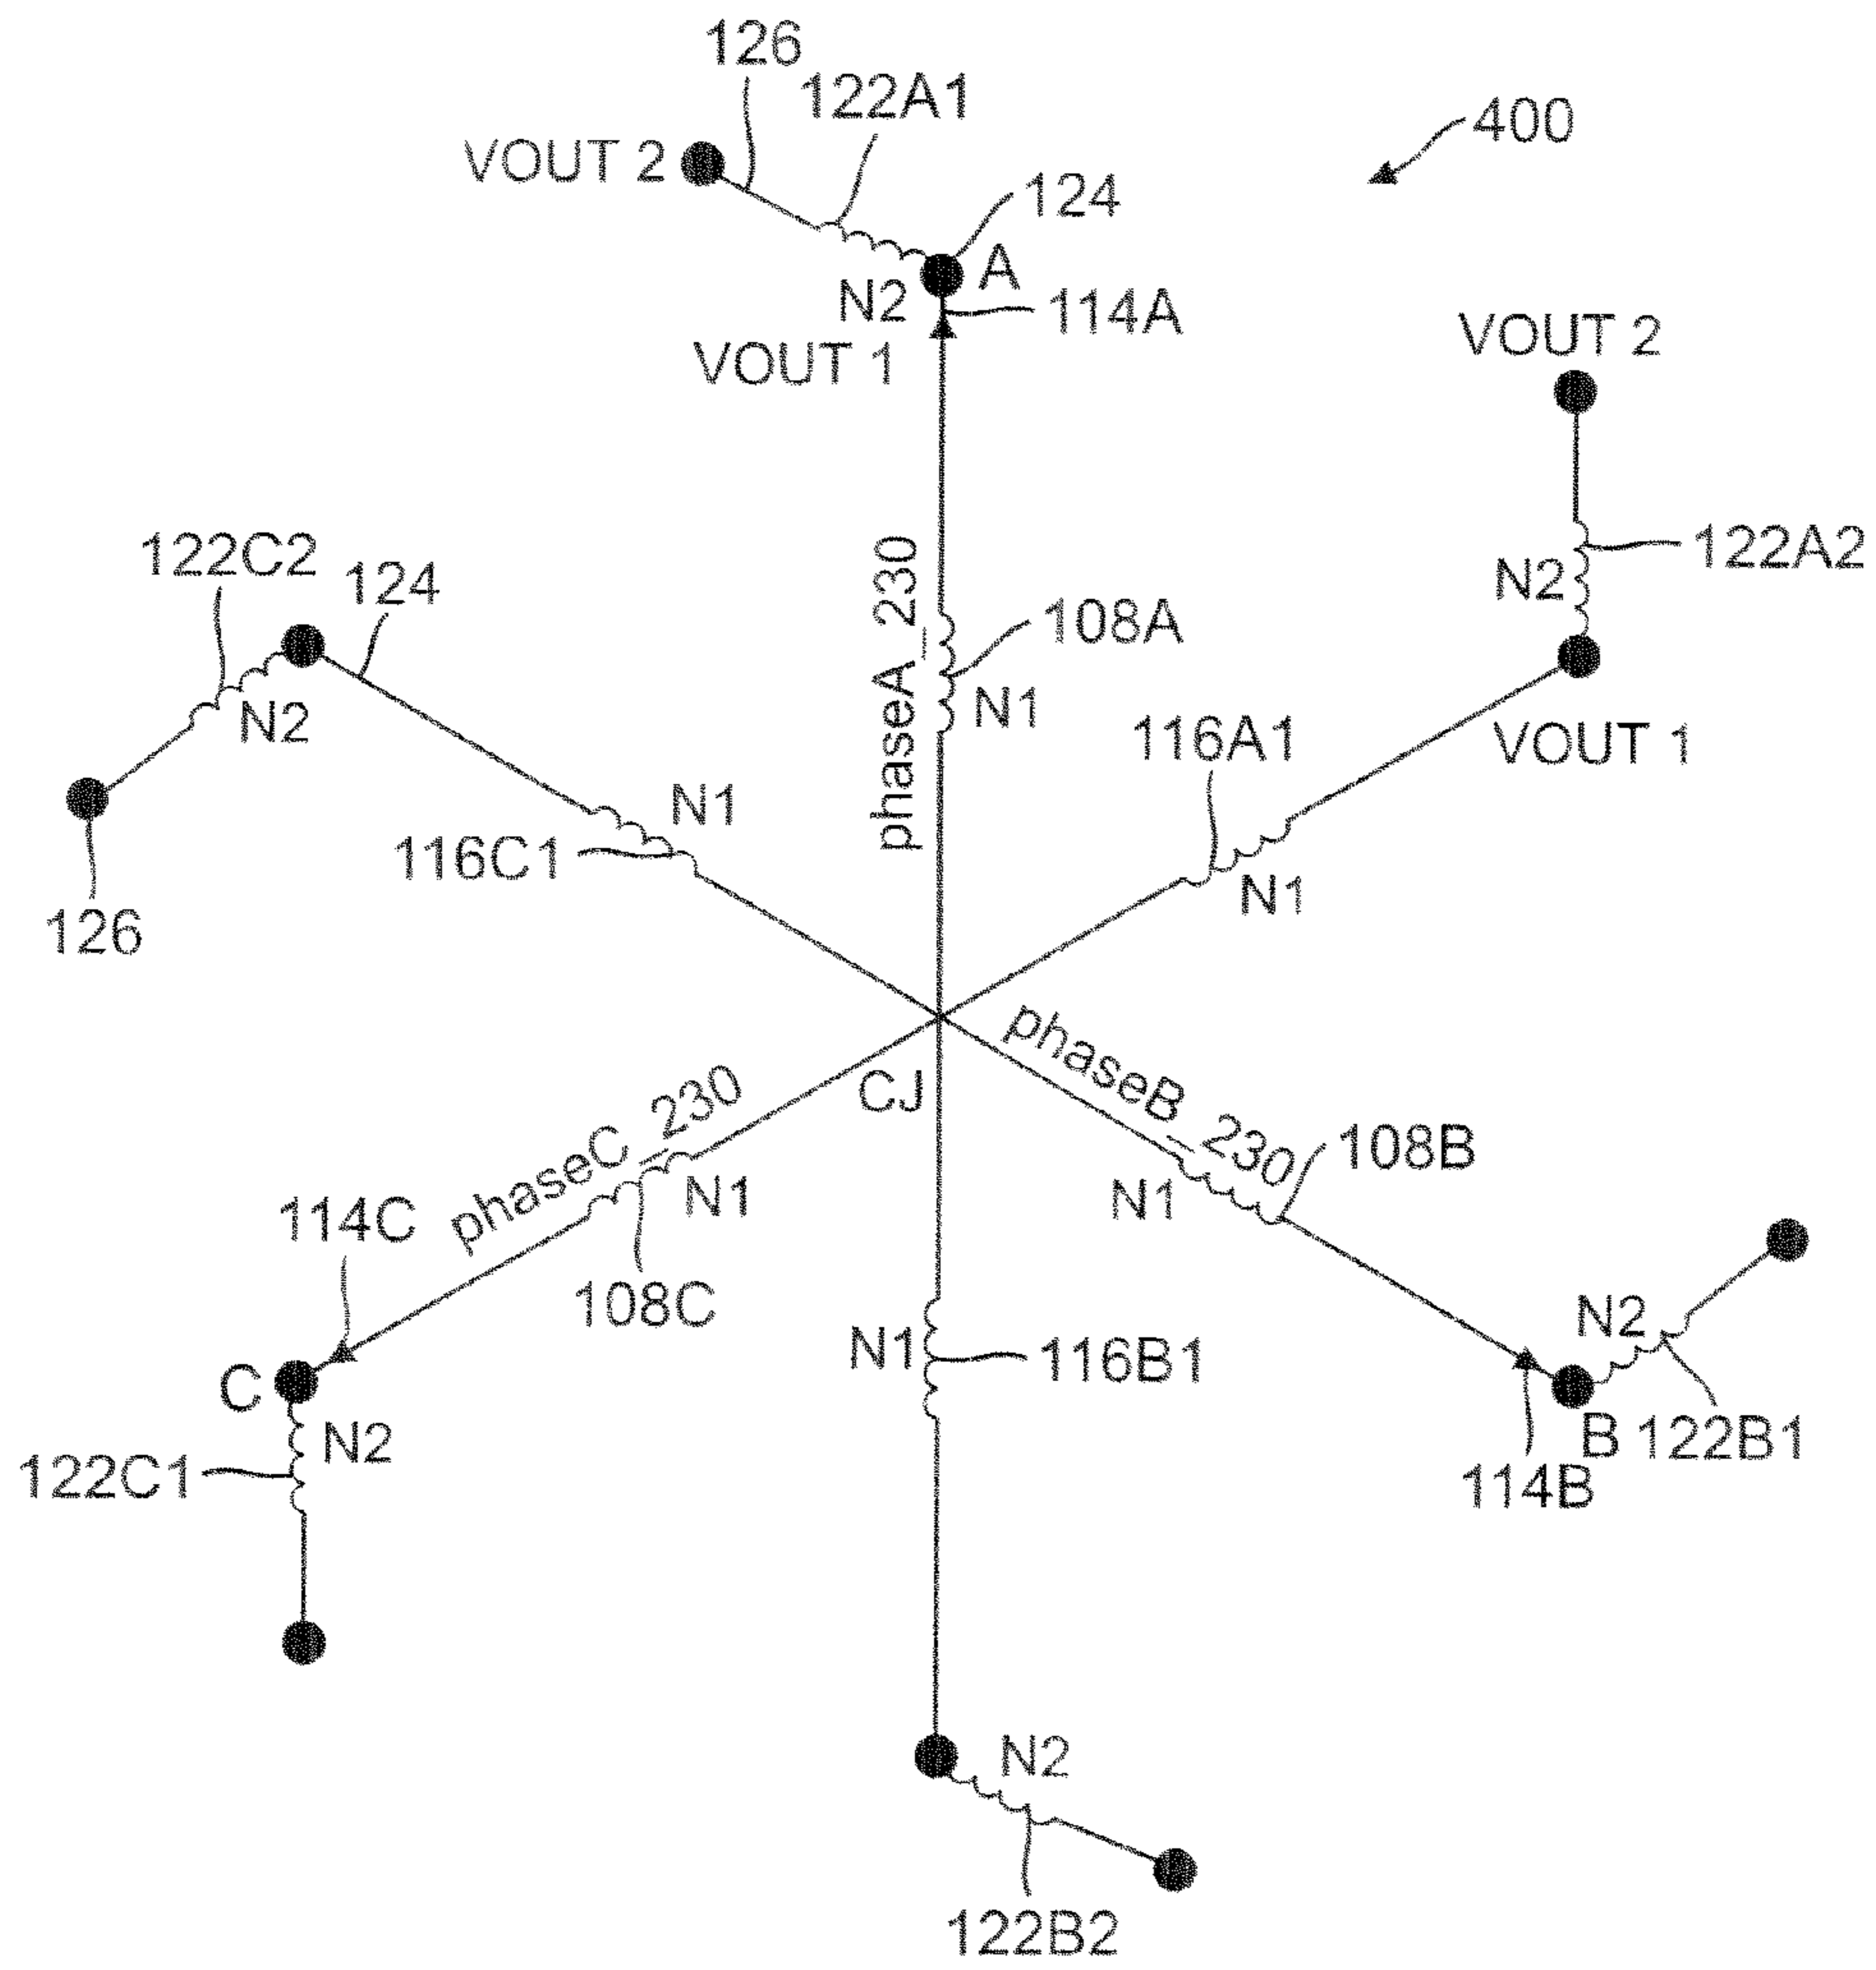 126
122A1
400
VOUT 2
124
A
N2
114A
VOUT 1
VOUT 2
122C2
124
phaseA_230
108A
N1
N2
122A2
N2
116A1
VOUT 1
N1
116C1
N1
126
CJ
phaseB_230
108B
phaseC_230
N1
N1
114C
108C
N2
N1
116B1
C
N2
B
122B1
122C1
114B
N2
122B2